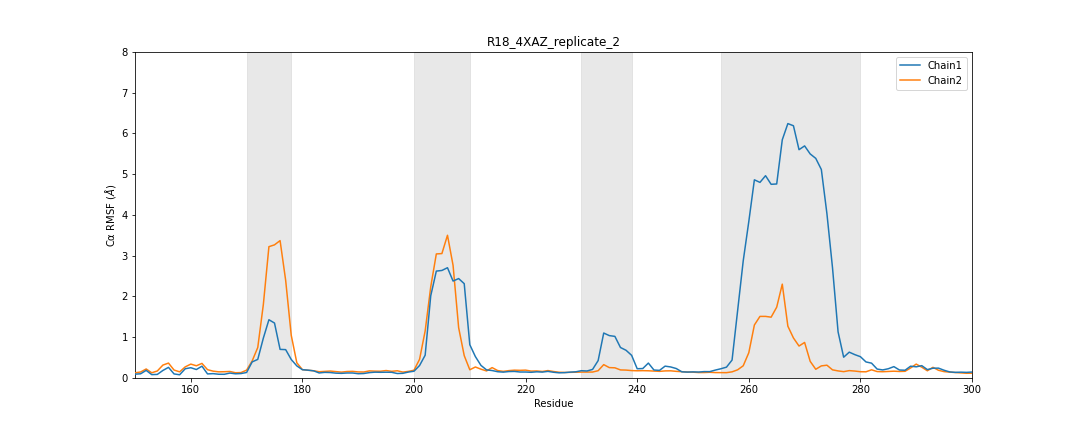 R18_4XAZ_replicate_2
Chain1
Chain2
8
7
6
5
4
3
2
1
0
Cα RMSF (Å)
160 180 200 220 240 260 280 300
Residue